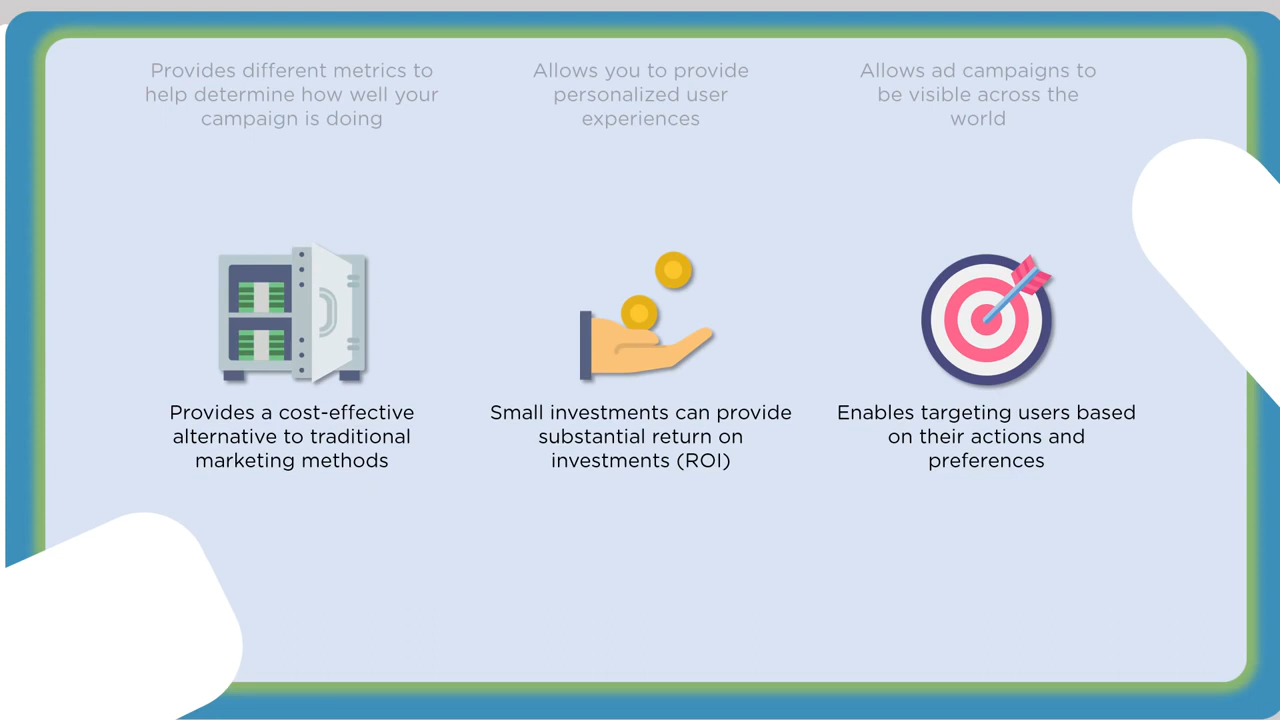 Provides different metrics to
help determine how well your
campaign is doing
Allows you to provide
personalized user
experiences
Allows ad campaigns to
be visible across the
world
Provides a cost-effective
alternative to traditional
marketing methods
Small investments can provide
substantial return on
investments (ROI)
Enables targeting users based
on their actions and
preferences